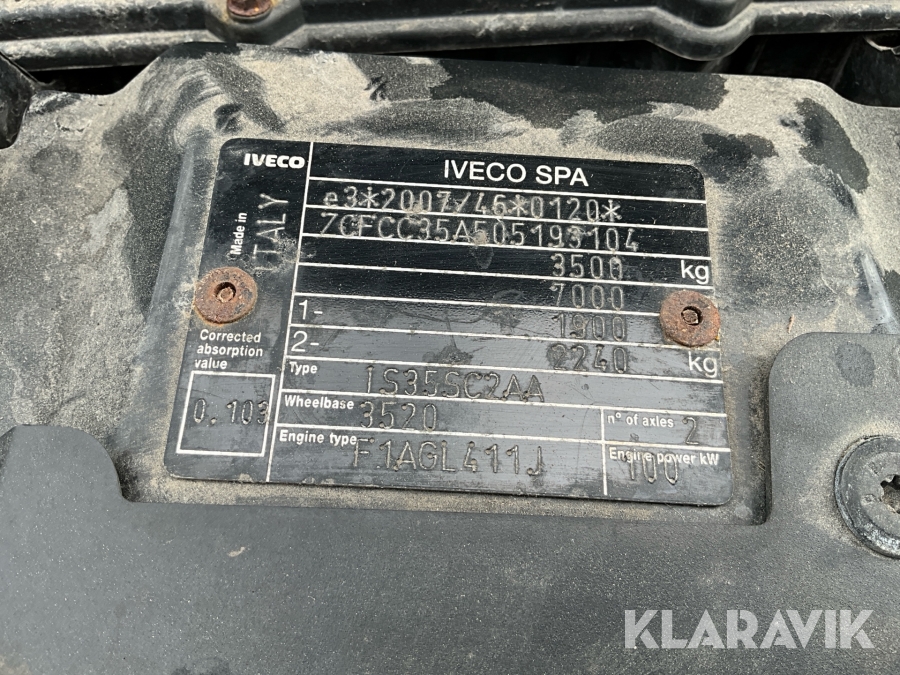 IVECO
IVECO SPA
Made in ITALY
e3*2007/46*0120*
ZCFCC35A505193104
3500 kg
7000
1- 1900
2- 2240 kg
Corrected absorption value
0.103
Type IS35SC2AA
Wheelbase 3520
n° of axles 2
Engine type F1AGL411J
Engine power kW 100
KLARAVIK